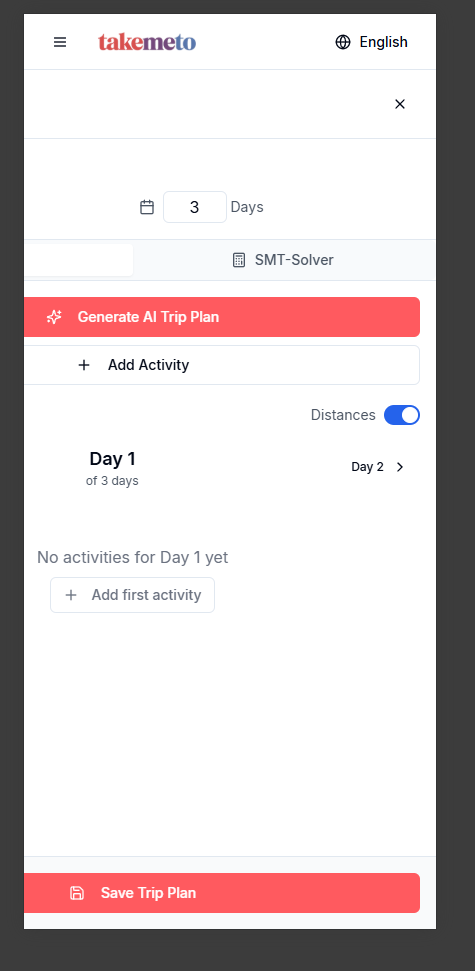 takemeto
English
3 Days
SMT-Solver
Generate AI Trip Plan
Add Activity
Distances
Day 1
of 3 days
Day 2
No activities for Day 1 yet
Add first activity
Save Trip Plan